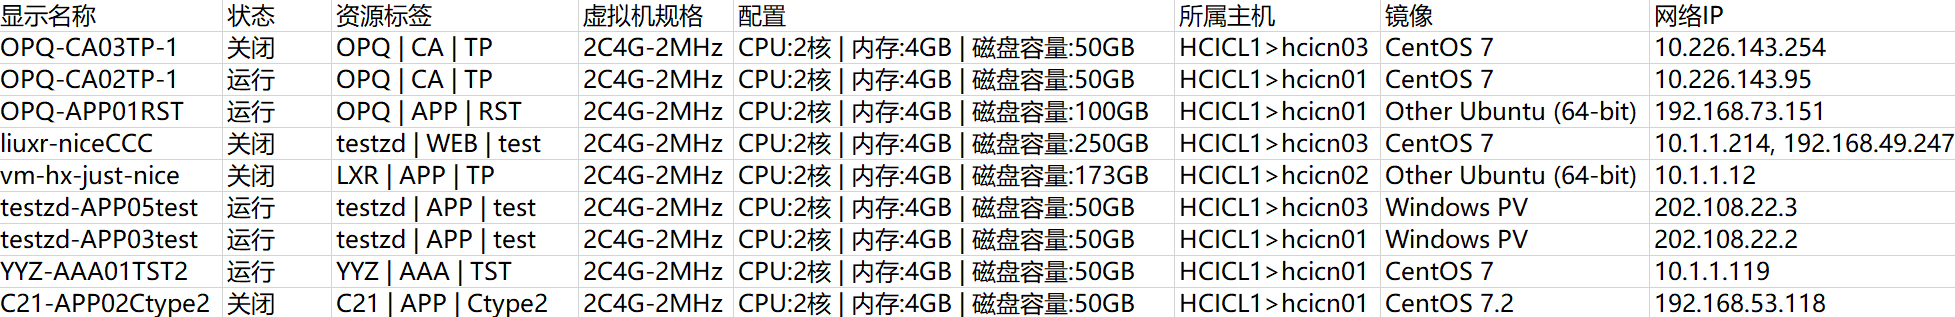 显示名称 状态 资源标签 虚拟机规格 配置 所属主机 镜像 网络IP
OPQ-CA03TP-1 关闭 OPQ | CA | TP 2C4G-2MHz CPU:2核 | 内存:4GB | 磁盘容量:50GB HCICL1>hcicn03 CentOS 7 10.226.143.254
OPQ-CA02TP-1 运行 OPQ | CA | TP 2C4G-2MHz CPU:2核 | 内存:4GB | 磁盘容量:50GB HCICL1>hcicn01 CentOS 7 10.226.143.95
OPQ-APP01RST 运行 OPQ | APP | RST 2C4G-2MHz CPU:2核 | 内存:4GB | 磁盘容量:100GB HCICL1>hcicn01 Other Ubuntu (64-bit) 192.168.73.151
liuxr-niceCCC 关闭 testzd | WEB | test 2C4G-2MHz CPU:2核 | 内存:4GB | 磁盘容量:250GB HCICL1>hcicn03 CentOS 7 10.1.1.214, 192.168.49.247
vm-hx-just-nice 关闭 LXR | APP | TP 2C4G-2MHz CPU:2核 | 内存:4GB | 磁盘容量:173GB HCICL1>hcicn02 Other Ubuntu (64-bit) 10.1.1.12
testzd-APP05test 运行 testzd | APP | test 2C4G-2MHz CPU:2核 | 内存:4GB | 磁盘容量:50GB HCICL1>hcicn03 Windows PV 202.108.22.3
testzd-APP03test 运行 testzd | APP | test 2C4G-2MHz CPU:2核 | 内存:4GB | 磁盘容量:50GB HCICL1>hcicn01 Windows PV 202.108.22.2
YYZ-AAA01TST2 运行 YYZ | AAA | TST 2C4G-2MHz CPU:2核 | 内存:4GB | 磁盘容量:50GB HCICL1>hcicn01 CentOS 7 10.1.1.119
C21-APP02Ctype2 关闭 C21 | APP | Ctype2 2C4G-2MHz CPU:2核 | 内存:4GB | 磁盘容量:50GB HCICL1>hcicn01 CentOS 7.2 192.168.53.118